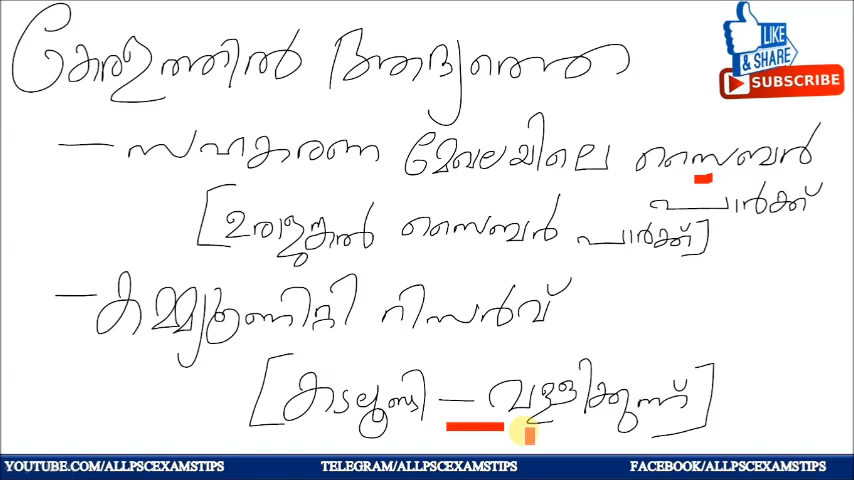 കേരളത്തിൽ ആദ്യത്തെ
LIKE & SHARE
SUBSCRIBE
— സഹകരണ മേഖലയിലെ സൈബർ പാർക്ക്
[ഊരാളുങ്കൽ സൈബർ പാർക്ക്]
— കമ്മ്യൂണിറ്റി റിസർവ്
[കടലുണ്ടി — വള്ളിക്കുന്ന്]
YOUTUBE.COM/ALLPSCEXAMSTIPS TELEGRAM/ALLPSCEXAMSTIPS FACEBOOK/ALLPSCEXAMSTIPS